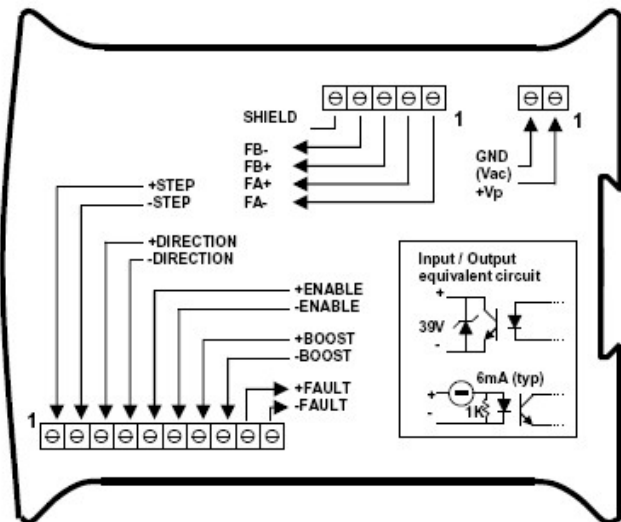 SHIELD
1
FB-
FB+
FA+
FA-
GND
(Vac)
+Vp
1
+STEP
-STEP
+DIRECTION
-DIRECTION
+ENABLE
-ENABLE
+BOOST
-BOOST
+FAULT
-FAULT
1
Input / Output
equivalent circuit
+
39V
-
6mA (typ)
+
-
1K